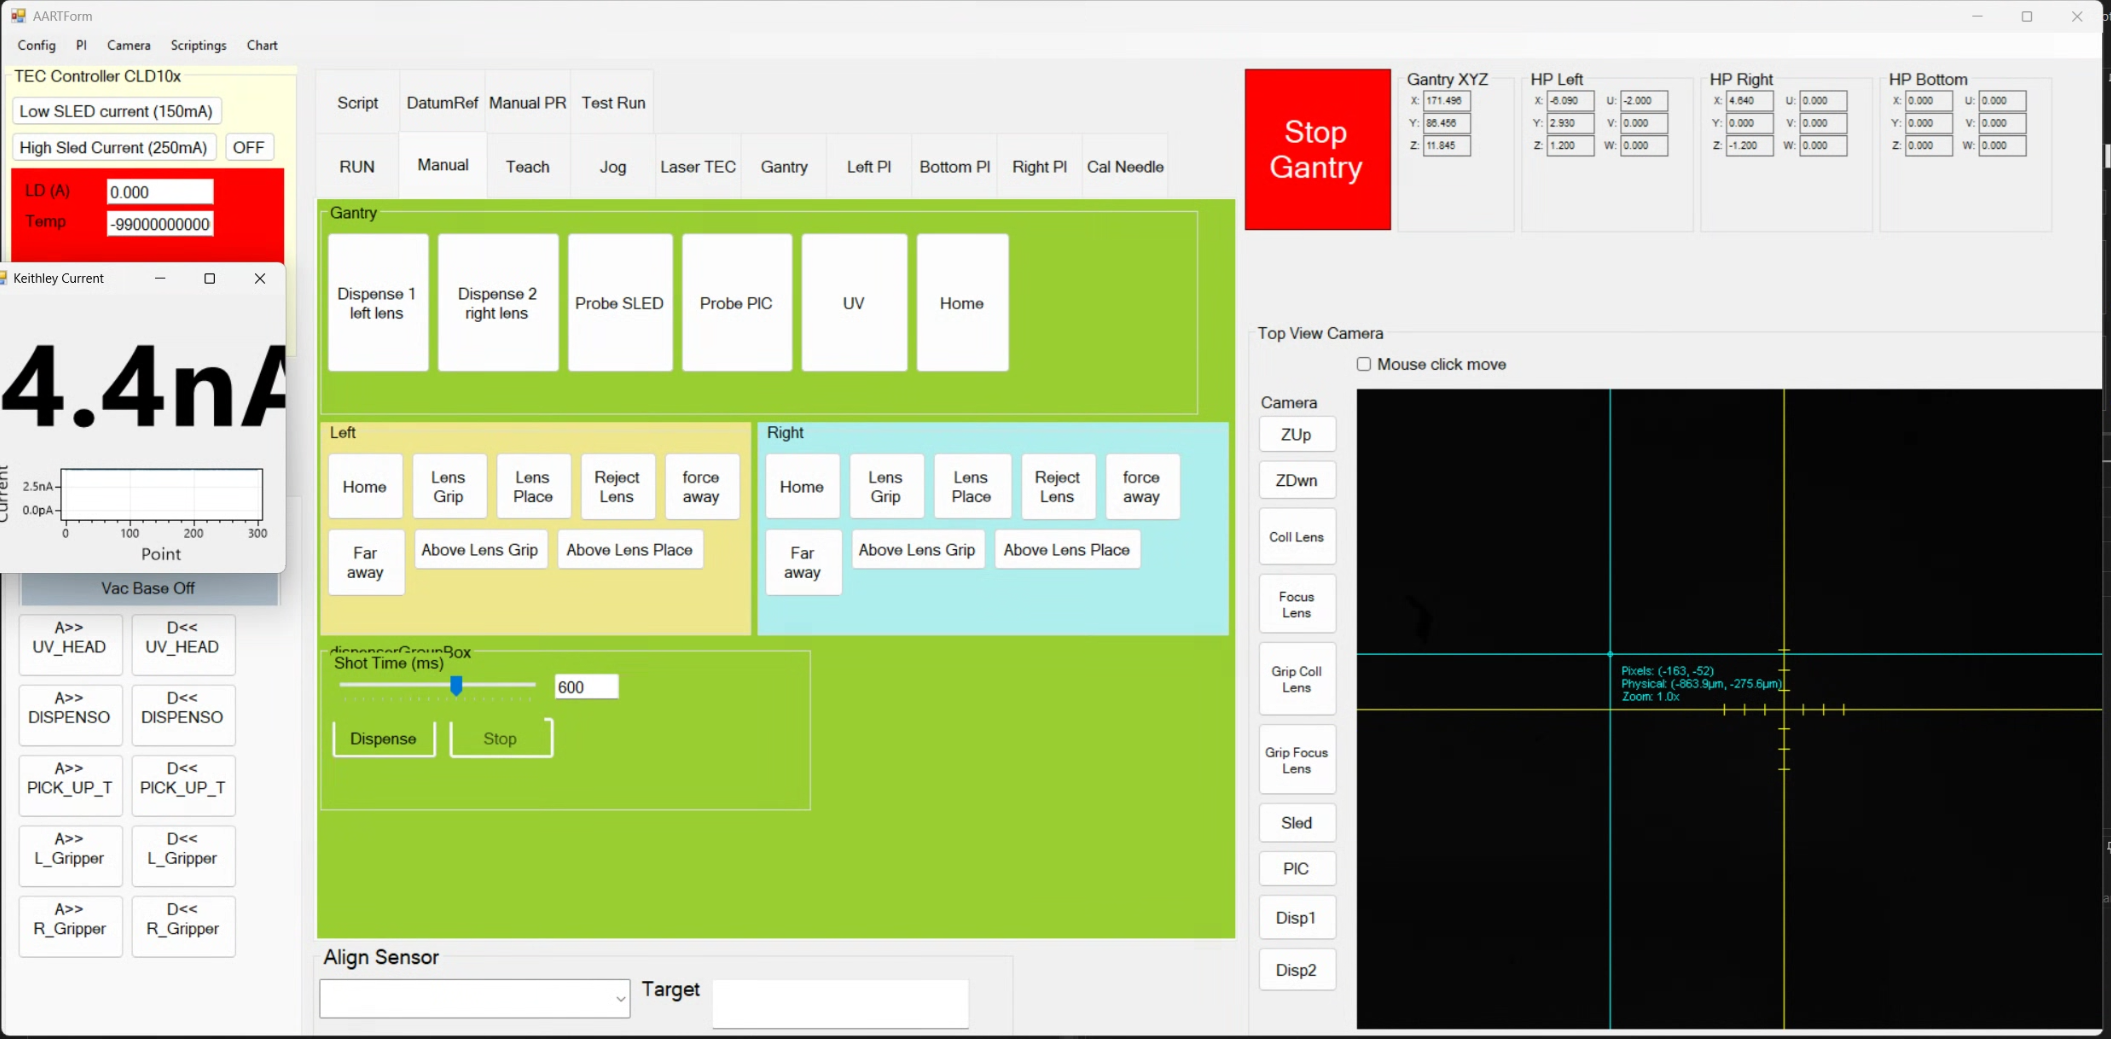 AARTForm
Config PI Camera Scriptings Chart
TEC Controller CLD10x
Low SLED current (150mA)
High Sled Current (250mA) OFF
LD (A) 0.000
Temp -99000000000
Keithley Current
4.4nA
Current
2.5nA
0.0pA
0 100 200 300
Point
Vac Base Off
A>> UV_HEAD
D<< UV_HEAD
A>> DISPENSO
D<< DISPENSO
A>> PICK_UP_T
D<< PICK_UP_T
A>> L_Gripper
D<< L_Gripper
A>> R_Gripper
D<< R_Gripper
Script DatumRef Manual PR Test Run
RUN Manual Teach Jog Laser TEC Gantry Left PI Bottom PI Right PI Cal Needle
Gantry
Dispense 1 left lens
Dispense 2 right lens
Probe SLED
Probe PIC
UV
Home
Left
Home
Lens Grip
Lens Place
Reject Lens
force away
Far away
Above Lens Grip
Above Lens Place
Right
Home
Lens Grip
Lens Place
Reject Lens
force away
Far away
Above Lens Grip
Above Lens Place
dispenserGroupBox
Shot Time (ms)
600
Dispense Stop
Align Sensor
Target
Stop Gantry
Gantry XYZ
X: 171.496
Y: 86.456
Z: 11.845
HP Left
X: -6.090 U: -2.000
Y: 2.930 V: 0.000
Z: 1.200 W: 0.000
HP Right
X: 4.640 U: 0.000
Y: 0.000 V: 0.000
Z: -1.200 W: 0.000
HP Bottom
X: 0.000 U: 0.000
Y: 0.000 V: 0.000
Z: 0.000 W: 0.000
Top View Camera
Mouse click move
Camera
ZUp
ZDwn
Coll Lens
Focus Lens
Grip Coll Lens
Grip Focus Lens
Sled
PIC
Disp1
Disp2
Pixels: (-163, -52)
Physical: (-863.9µm, -275.6µm)
Zoom: 1.0x